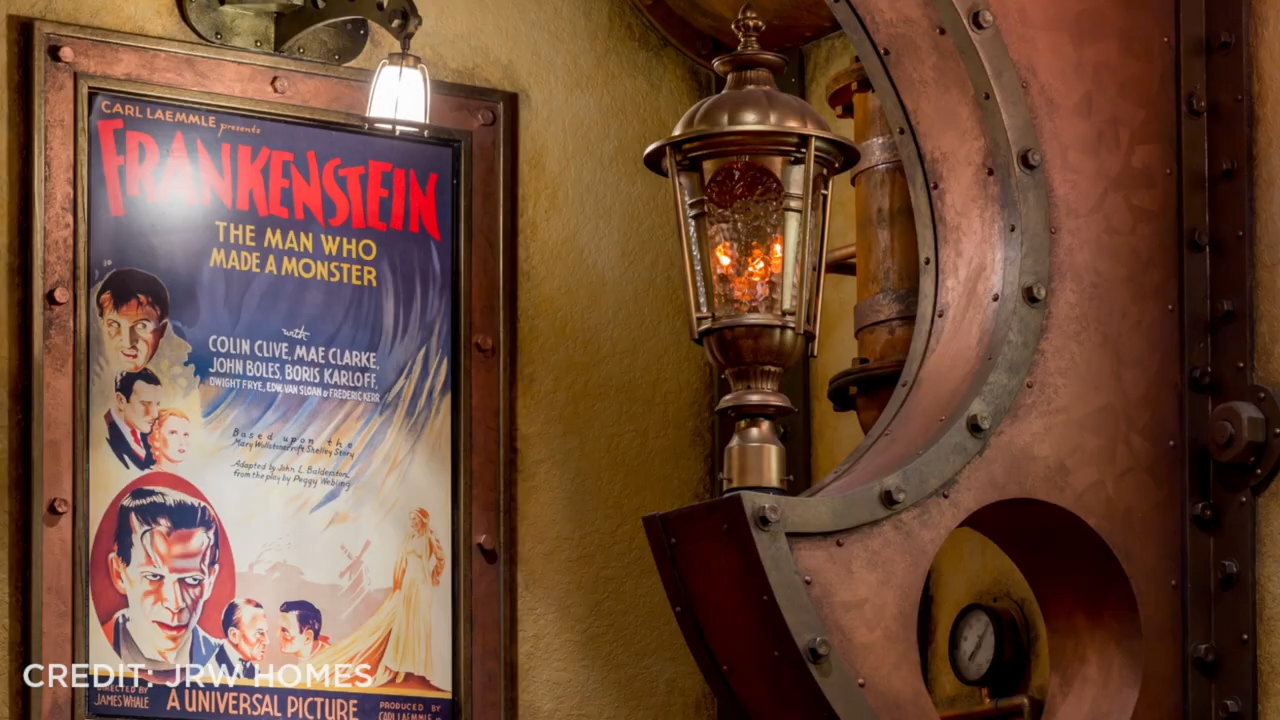 CARL LAEMMLE presents
FRANKENSTEIN
THE MAN WHO
MADE A MONSTER
with
COLIN CLIVE, MAE CLARKE,
JOHN BOLES, BORIS KARLOFF,
DWIGHT FRYE, EDW. VAN SLOAN & FREDERIC KERR
Based upon the
Mary Wollstonecraft Shelley Story
Adapted by John L. Balderston
from the play by Peggy Webling
CREDIT: JRW HOMES
DIRECTED BY
JAMES WHALE
A UNIVERSAL PICTURE
PRODUCED BY
CARL LAEMMLE